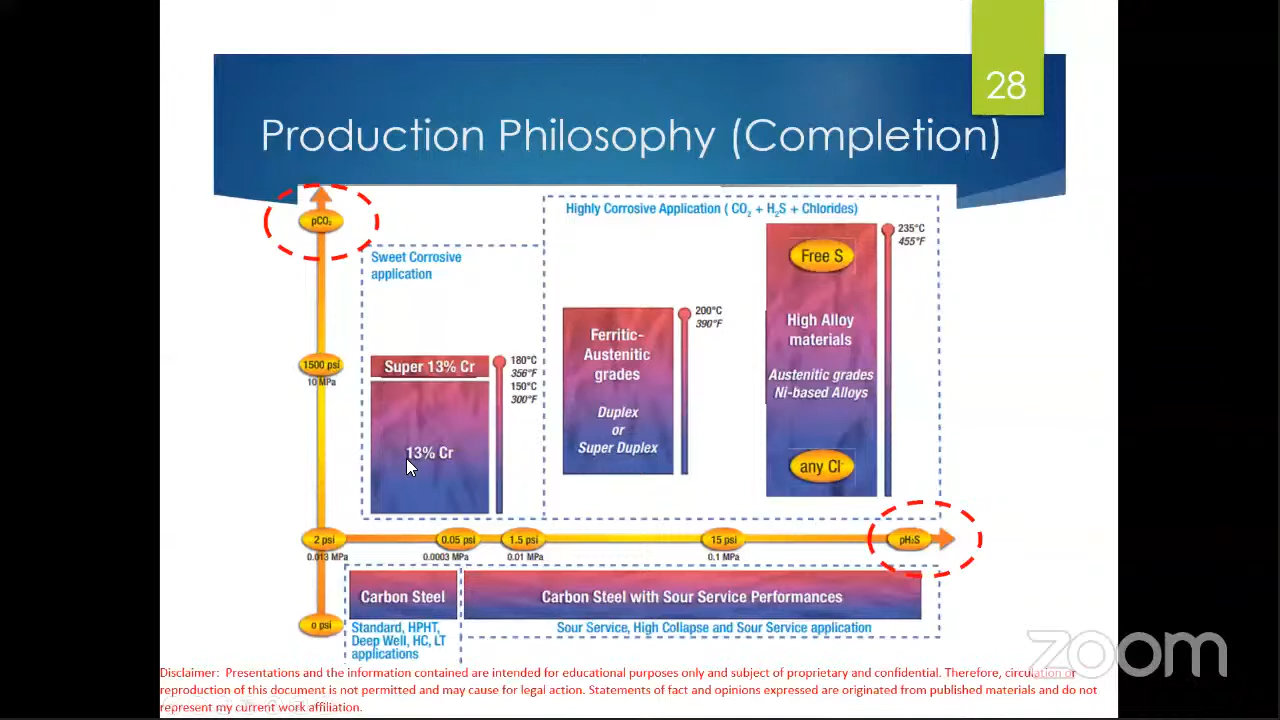 28
Production Philosophy (Completion)
pCO₂
Highly Corrosive Application ( CO₂ + H₂S + Chlorides)
235°C
455°F
Sweet Corrosive
application
Free S
200°C
390°F
Ferritic-
Austenitic
grades
High Alloy
materials
1500 psi
10 MPa
Super 13% Cr
180°C
356°F
150°C
300°F
Austenitic grades
Ni-based Alloys
Duplex
or
Super Duplex
13% Cr
any Cl⁻
2 psi
0.013 MPa
0.05 psi
0.0003 MPa
1.5 psi
0.01 MPa
15 psi
0.1 MPa
pH₂S
Carbon Steel
Carbon Steel with Sour Service Performances
o psi
Standard, HPHT,
Deep Well, HC, LT
applications
Sour Service, High Collapse and Sour Service application
zoom
Disclaimer: Presentations and the information contained are intended for educational purposes only and subject of proprietary and confidential. Therefore, circulation or
reproduction of this document is not permitted and may cause for legal action. Statements of fact and opinions expressed are originated from published materials and do not
represent my current work affiliation.